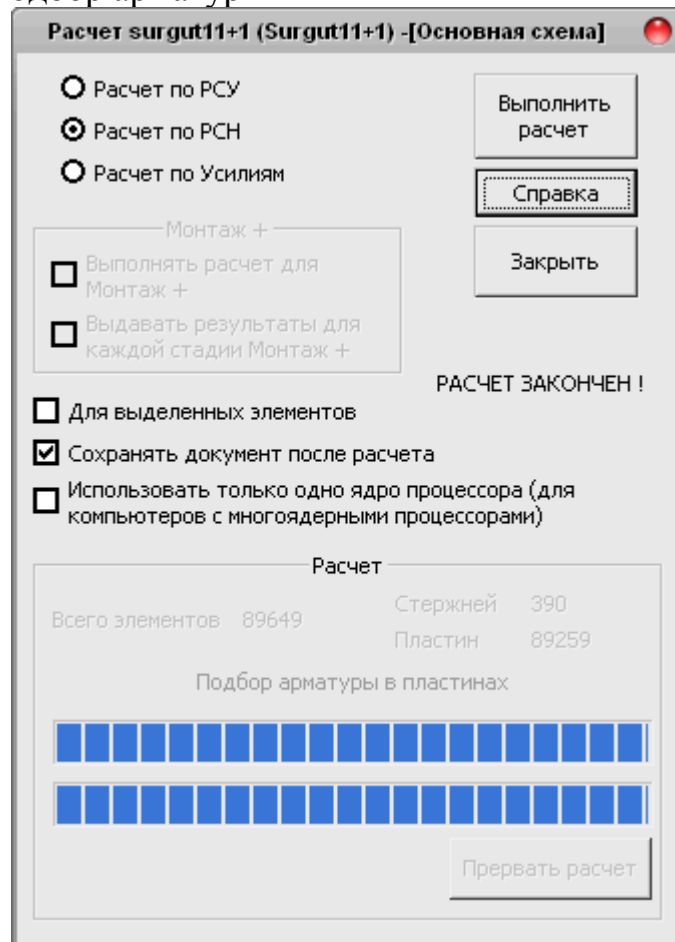 Расчет surgut11+1 (Surgut11+1) -[Основная схема]
Расчет по РСУ
Расчет по РСН
Расчет по Усилиям
Выполнить
расчет
Справка
Закрыть
Монтаж +
Выполнять расчет для
Монтаж +
Выдавать результаты для
каждой стадии Монтаж +
РАСЧЕТ ЗАКОНЧЕН !
Для выделенных элементов
Сохранять документ после расчета
Использовать только одно ядро процессора (для
компьютеров с многоядерными процессорами)
Расчет
Всего элементов 89649
Стержней 390
Пластин 89259
Подбор арматуры в пластинах
Прервать расчет